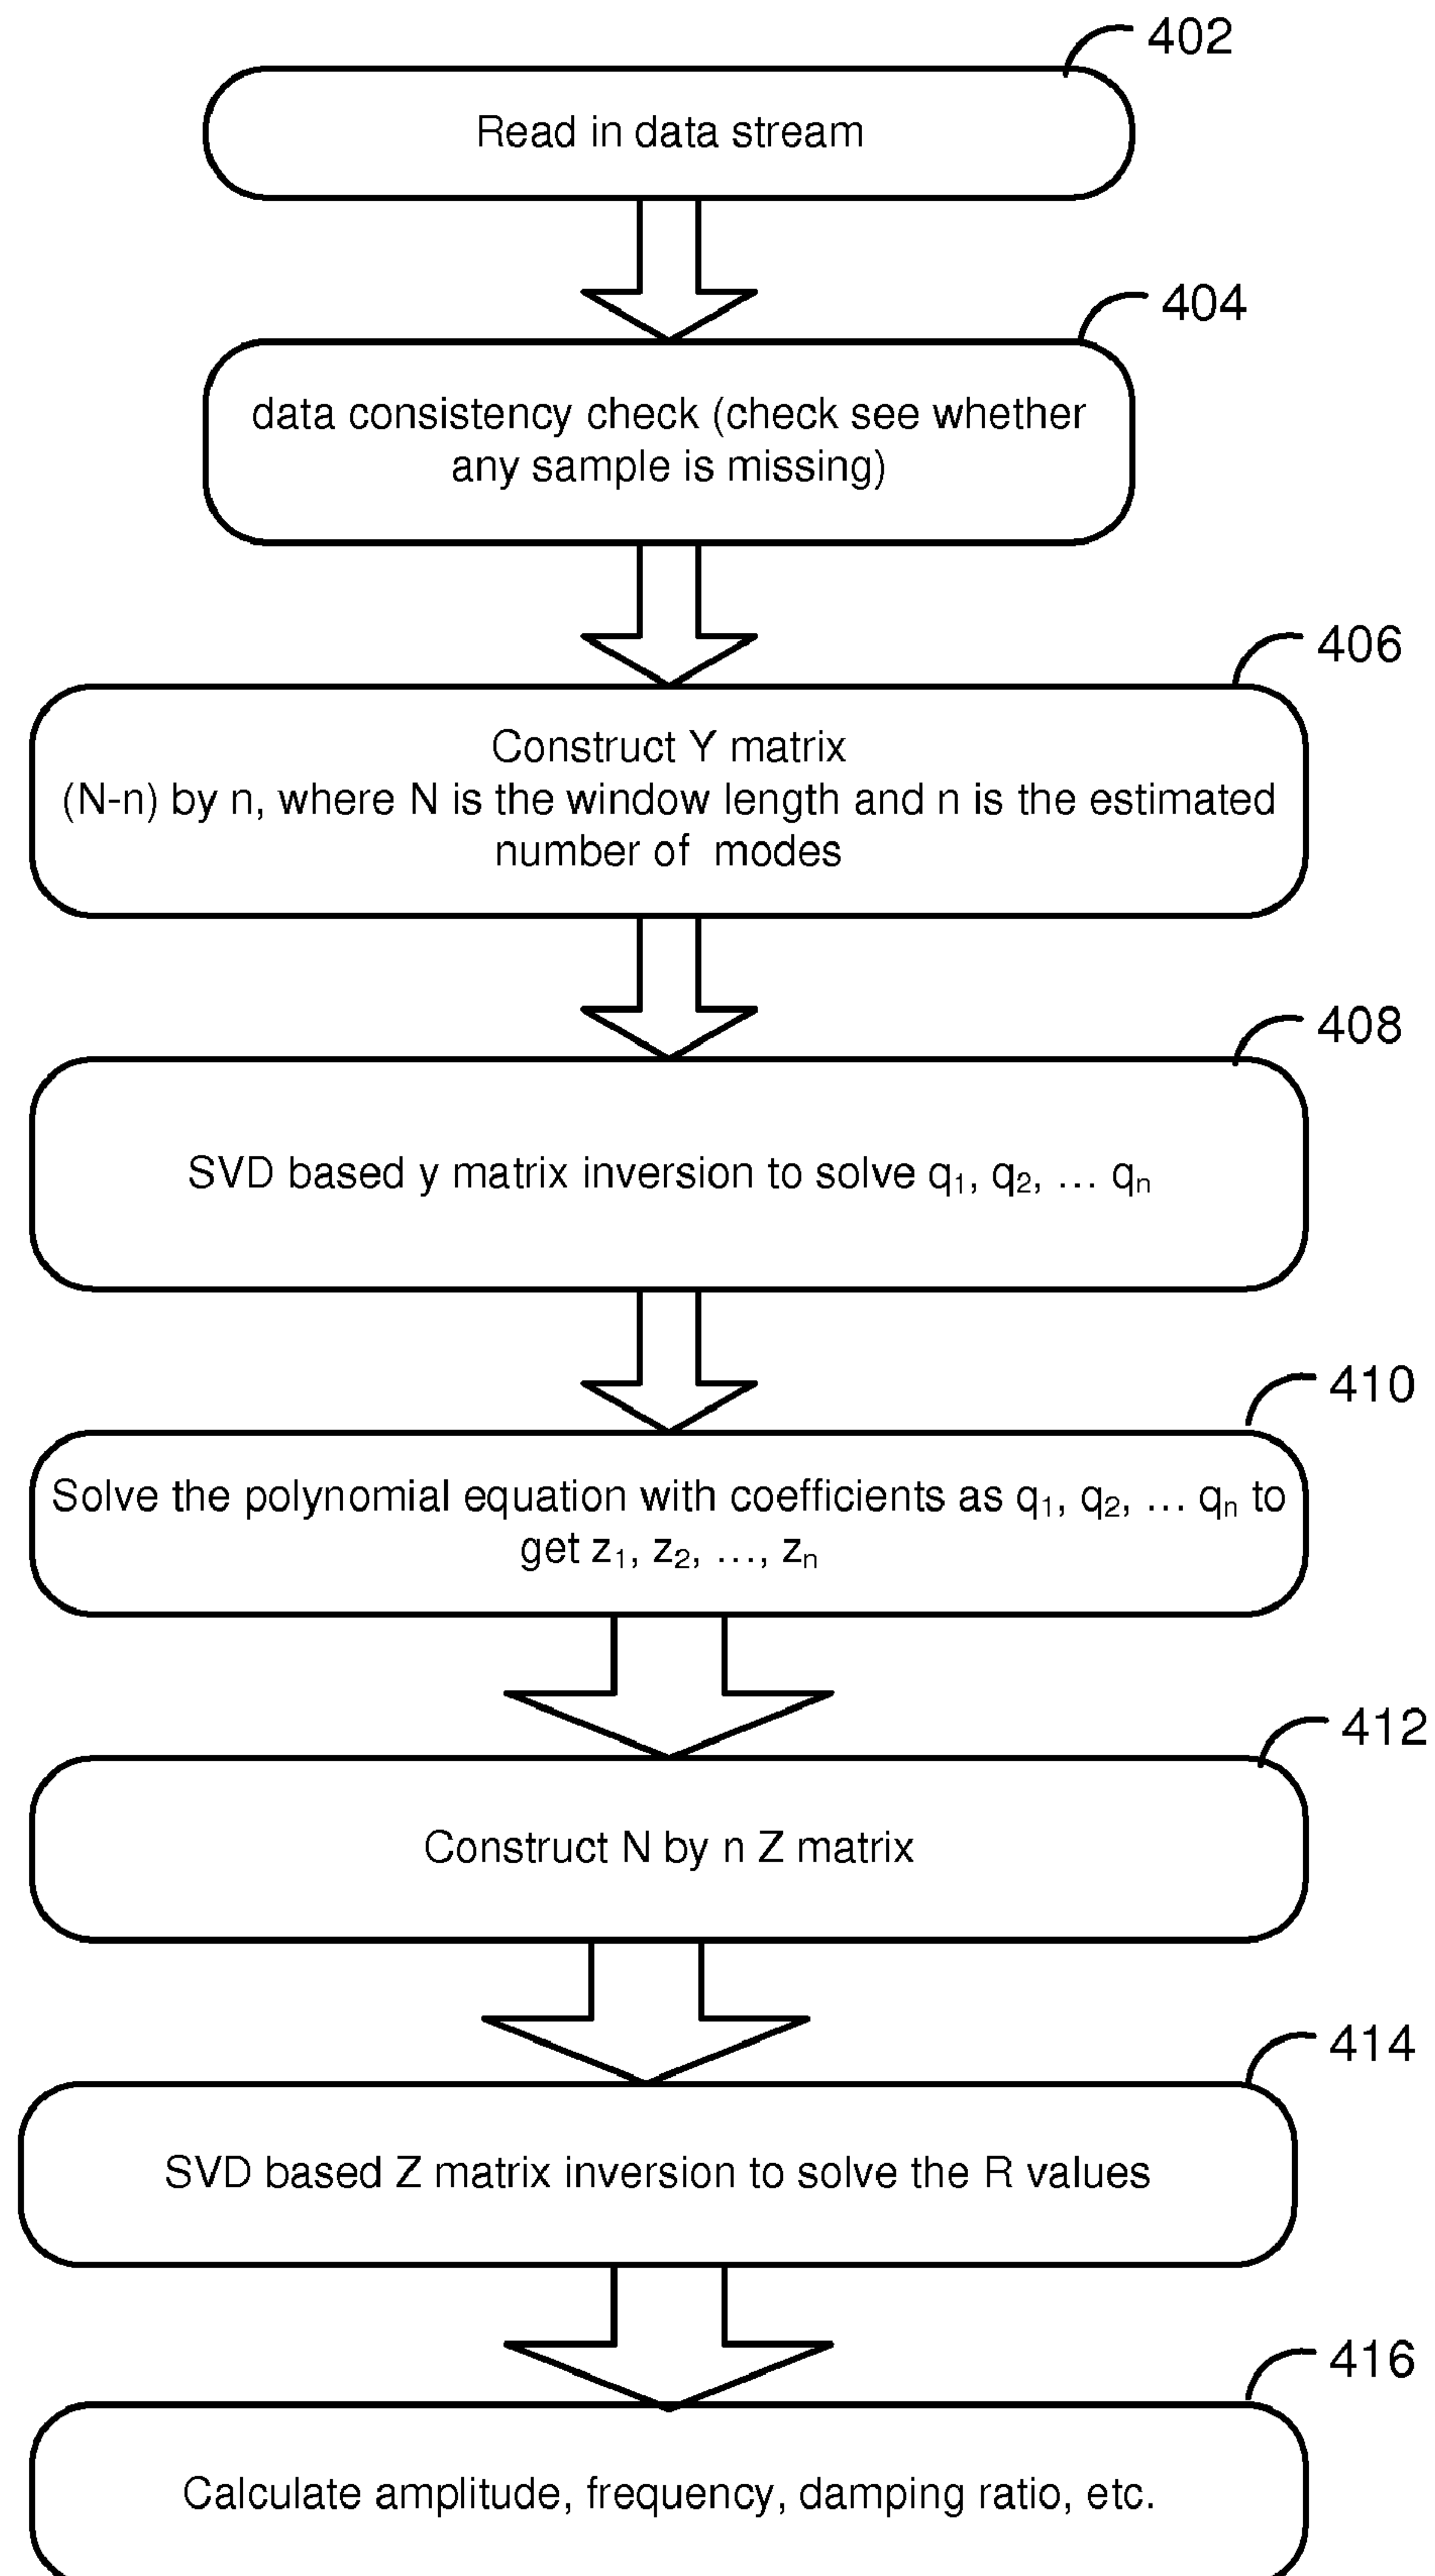 402
Read in data stream
404
data consistency check (check see whether
any sample is missing)
406
Construct Y matrix
(N-n) by n, where N is the window length and n is the estimated
number of modes
408
SVD based y matrix inversion to solve q₁, q₂, … qₙ
410
Solve the polynomial equation with coefficients as q₁, q₂, … qₙ to
get z₁, z₂, …, zₙ
412
Construct N by n Z matrix
414
SVD based Z matrix inversion to solve the R values
416
Calculate amplitude, frequency, damping ratio, etc.